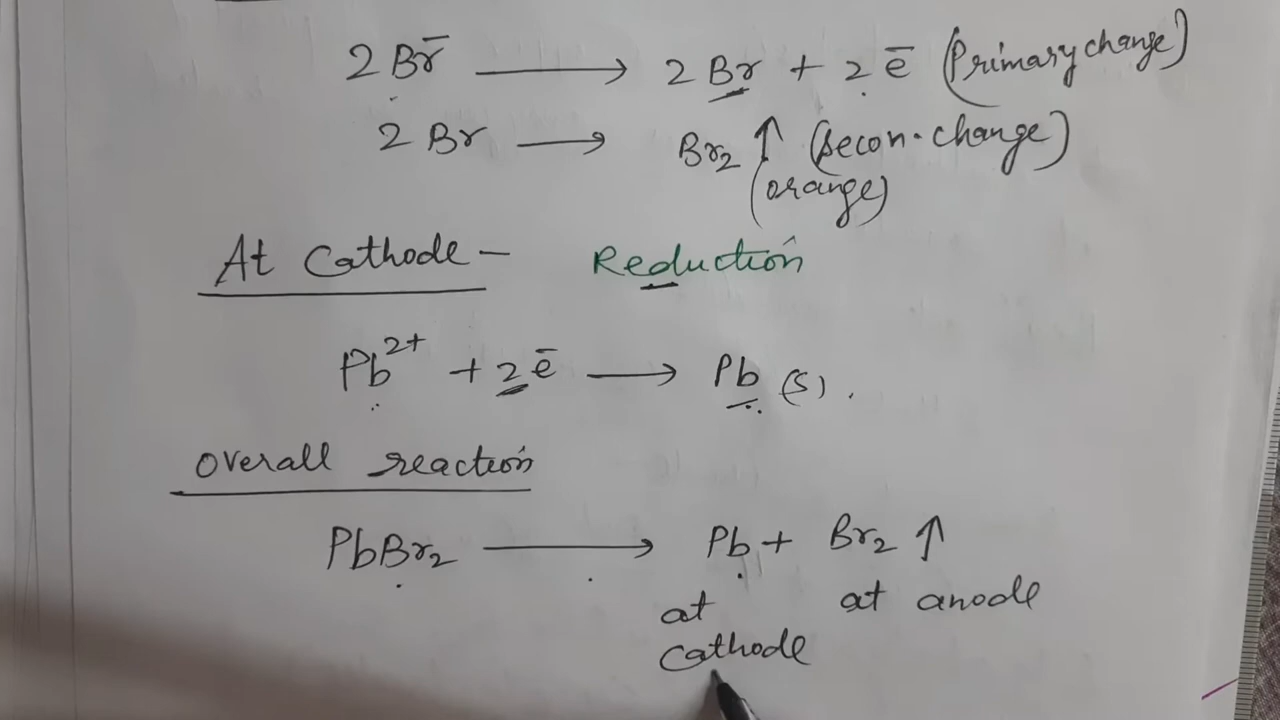 2Br⁻ ⟶ 2Br + 2e⁻ (Primary change)
2Br ⟶ Br₂ ↑ (secon. change)
(orange)
At Cathode – Reduction
Pb²⁺ + 2e⁻ ⟶ Pb (s).
Overall reaction
PbBr₂ ⟶ Pb + Br₂ ↑
at cathode at anode